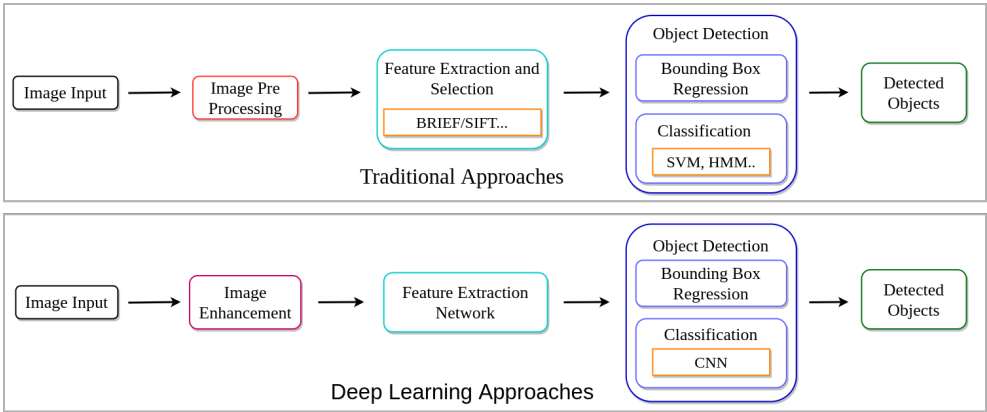 Image Input
Image Pre
Processing
Feature Extraction and
Selection
BRIEF/SIFT...
Object Detection
Bounding Box
Regression
Classification
SVM, HMM..
Detected
Objects
Traditional Approaches
Image Input
Image
Enhancement
Feature Extraction
Network
Object Detection
Bounding Box
Regression
Classification
CNN
Detected
Objects
Deep Learning Approaches